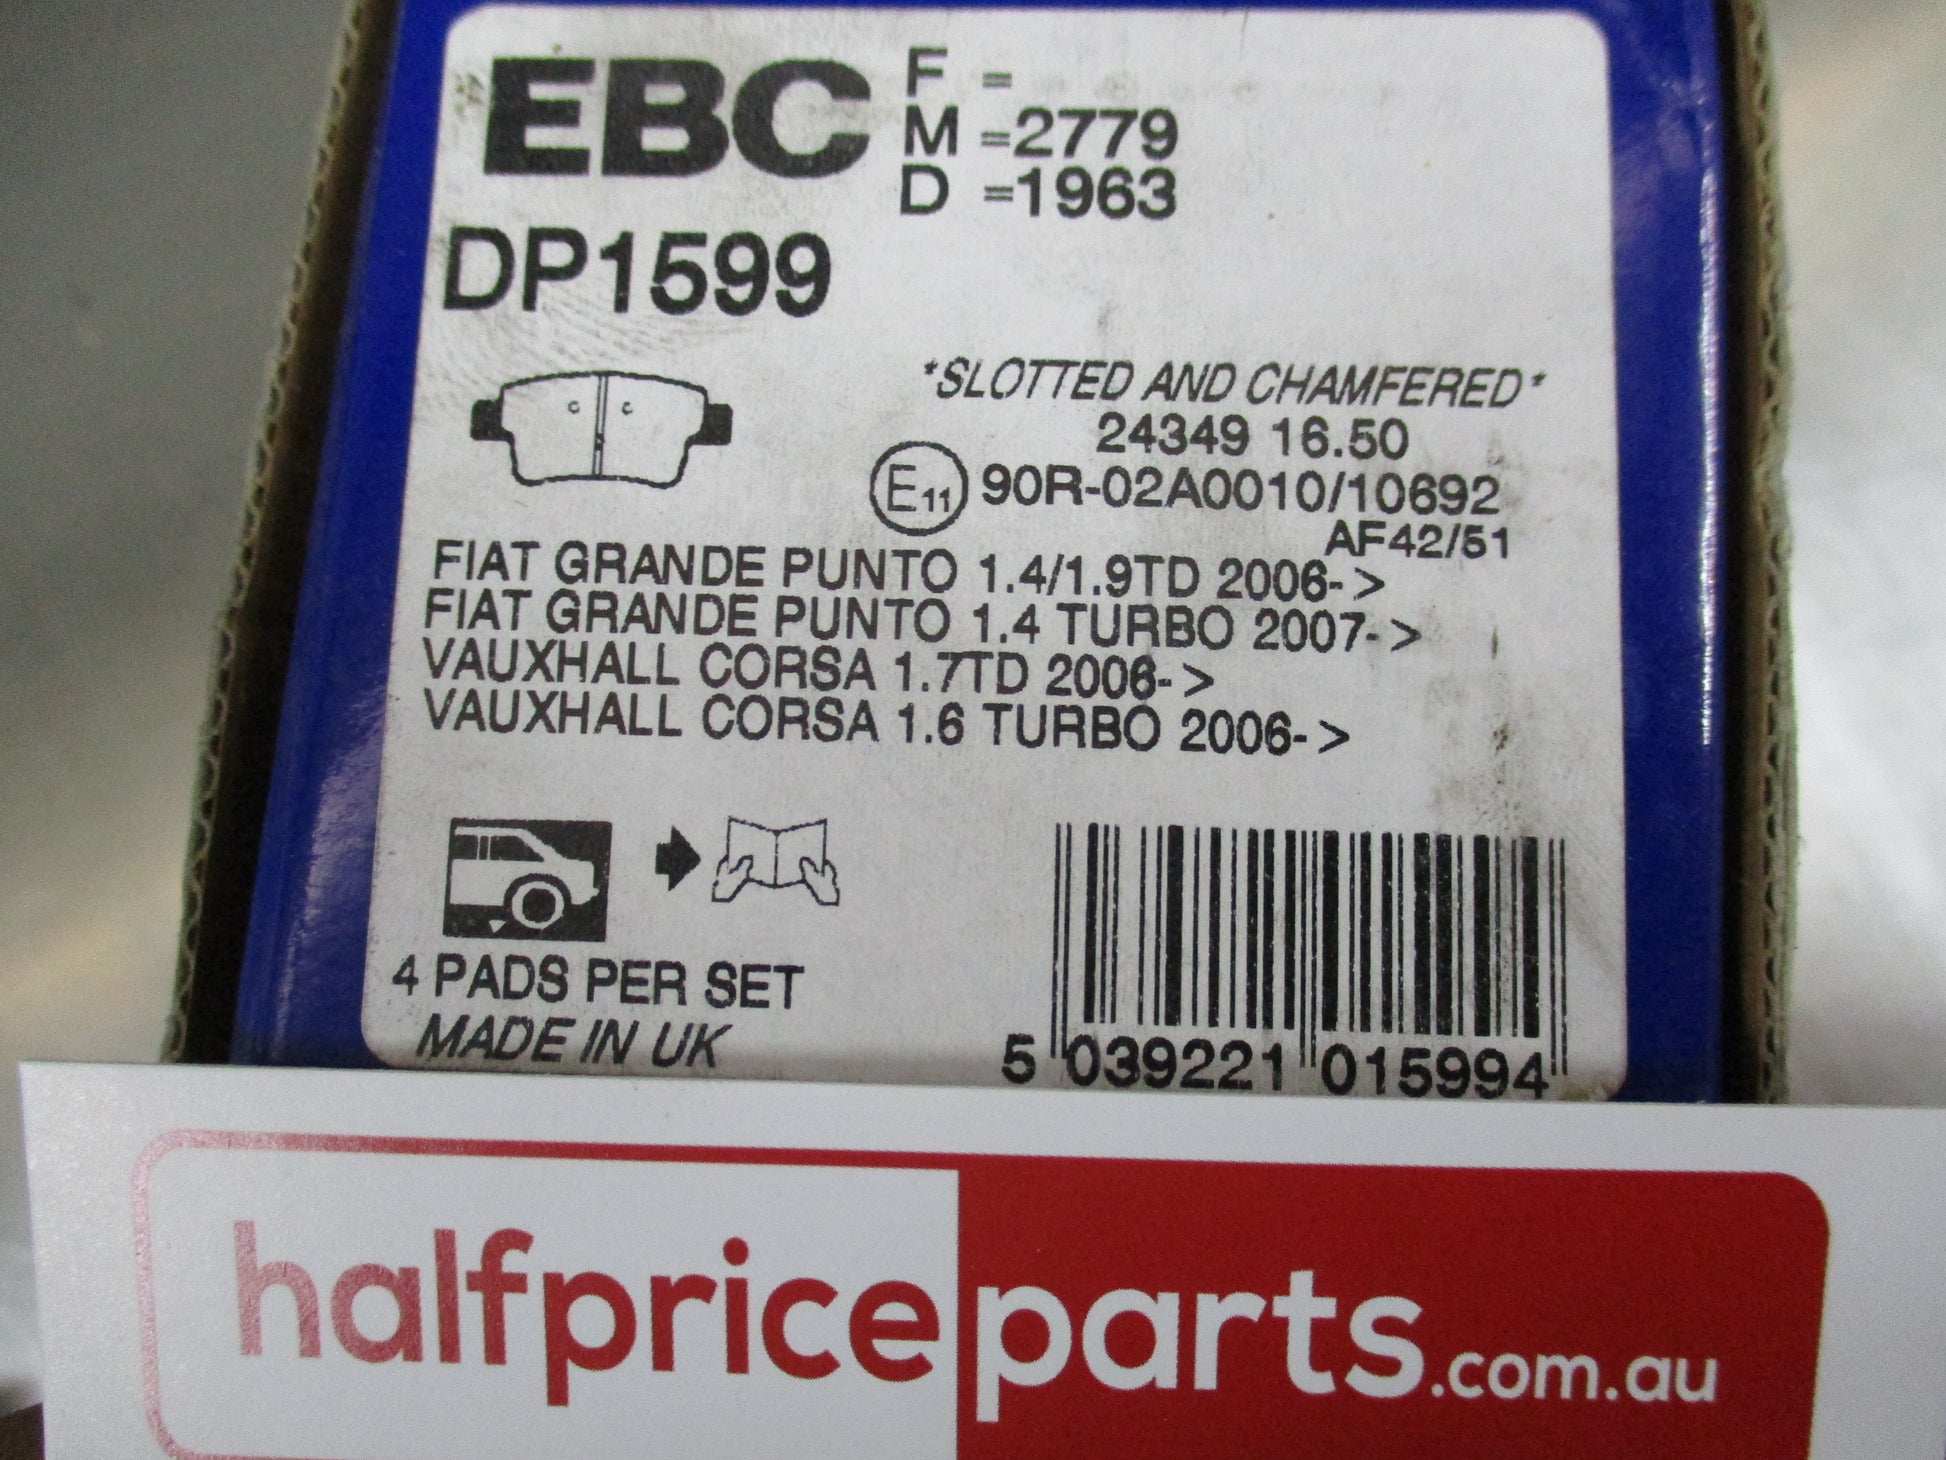 EBC
F =
M =2779
D =1963
DP1599
*SLOTTED AND CHAMFERED*
24349 16.50
E11 90R-02A0010/10692
AF42/51
FIAT GRANDE PUNTO 1.4/1.9TD 2006->
FIAT GRANDE PUNTO 1.4 TURBO 2007->
VAUXHALL CORSA 1.7TD 2006->
VAUXHALL CORSA 1.6 TURBO 2006->
4 PADS PER SET
MADE IN UK
5 039221 015994
halfpriceparts.com.au